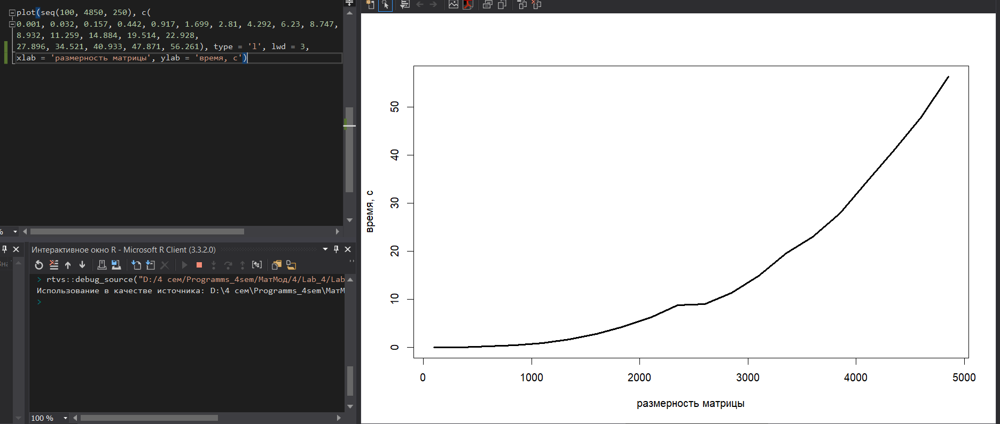 plot(seq(100, 4850, 250), c(
0.001, 0.032, 0.157, 0.442, 0.917, 1.699, 2.81, 4.292, 6.23, 8.747,
8.932, 11.259, 14.884, 19.514, 22.928,
27.896, 34.521, 40.933, 47.871, 56.261), type = 'l', lwd = 3,
xlab = 'размерность матрицы', ylab = 'время, с')
%
Интерактивное окно R - Microsoft R Client (3.3.2.0)
> rtvs::debug_source("D:/4 сем/Programms_4sem/МатМод/4/Lab_4/Lab
Использование в качестве источника: D:\4 сем\Programms_4sem\МатМ
>
100 %
время, с
50
40
30
20
10
0
0 1000 2000 3000 4000 5000
размерность матрицы